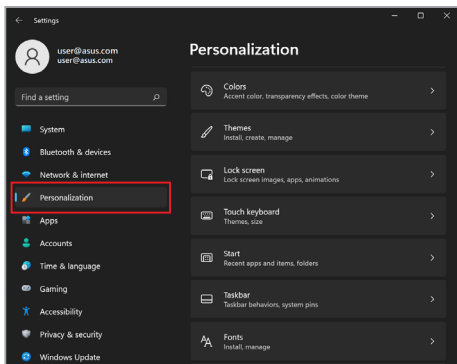 Settings
user@asus.com
user@asus.com
Find a setting
System
Bluetooth & devices
Network & internet
Personalization
Apps
Accounts
Time & language
Gaming
Accessibility
Privacy & security
Windows Update
Personalization
Colors
Accent color, transparency effects, color theme
Themes
Install, create, manage
Lock screen
Lock screen images, apps, animations
Touch keyboard
Themes, size
Start
Recent apps and items, folders
Taskbar
Taskbar behaviors, system pins
Fonts
Install, manage